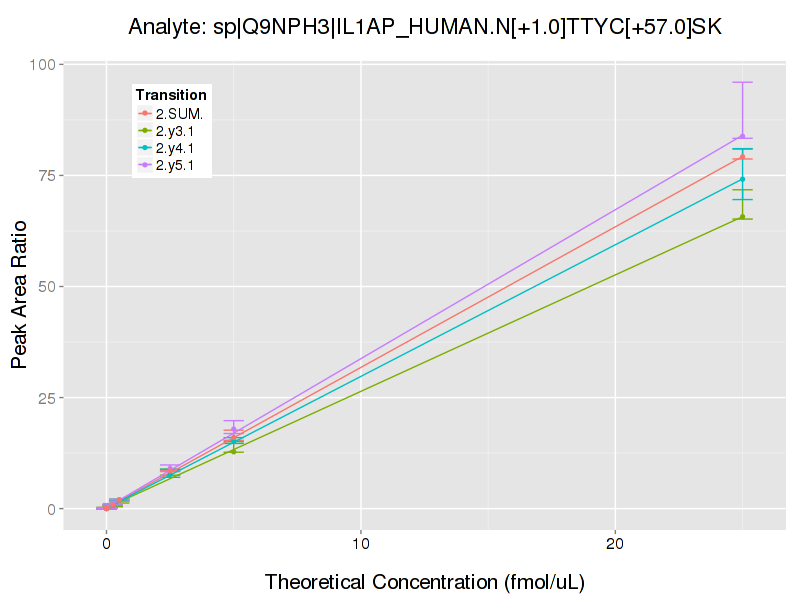 Analyte: sp|Q9NPH3|IL1AP_HUMAN.N[+1.0]TTYC[+57.0]SK
Peak Area Ratio
100
75
50
25
0
Transition
2.SUM.
2.y3.1
2.y4.1
2.y5.1
0
10
20
Theoretical Concentration (fmol/uL)